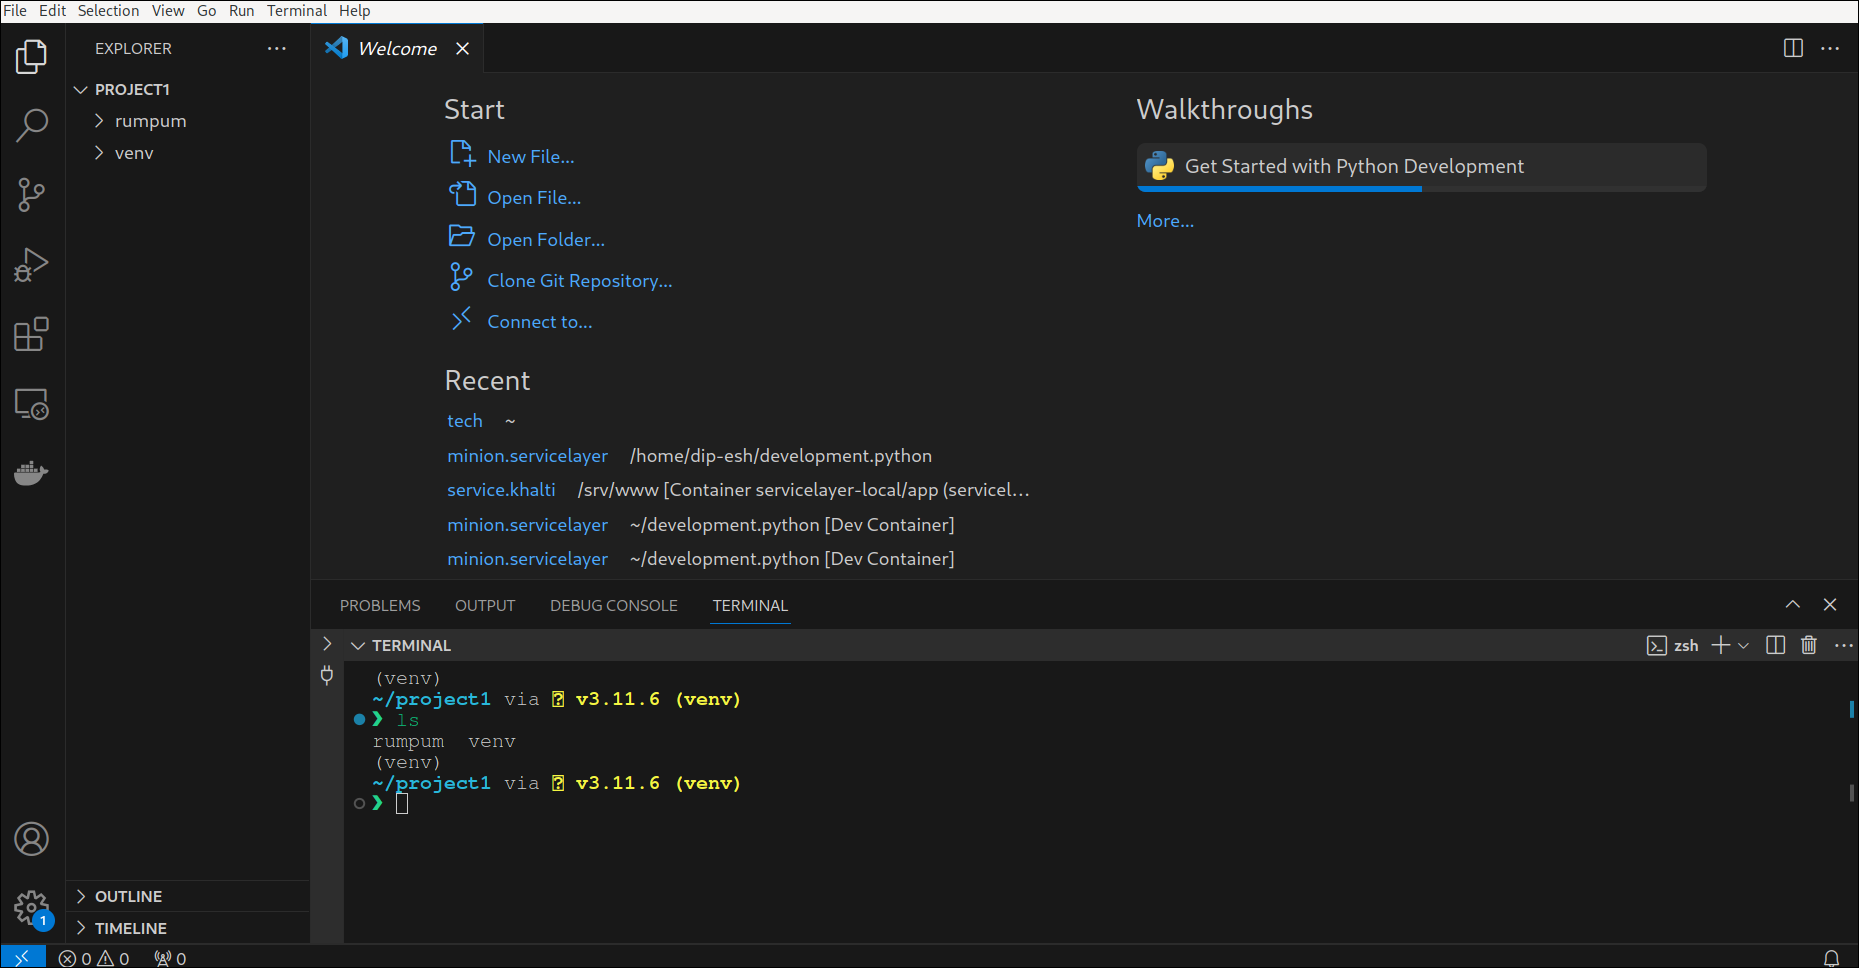 File Edit Selection View Go Run Terminal Help
EXPLORER
PROJECT1
rumpum
venv
OUTLINE
TIMELINE
Welcome
Start
New File...
Open File...
Open Folder...
Clone Git Repository...
Connect to...
Recent
tech ~
minion.servicelayer /home/dip-esh/development.python
service.khalti /srv/www [Container servicelayer-local/app (servicel...
minion.servicelayer ~/development.python [Dev Container]
minion.servicelayer ~/development.python [Dev Container]
Walkthroughs
Get Started with Python Development
More...
PROBLEMS OUTPUT DEBUG CONSOLE TERMINAL
TERMINAL zsh
(venv)
~/project1 via v3.11.6 (venv)
❯ ls
rumpum venv
(venv)
~/project1 via v3.11.6 (venv)
❯
1
0 0 0